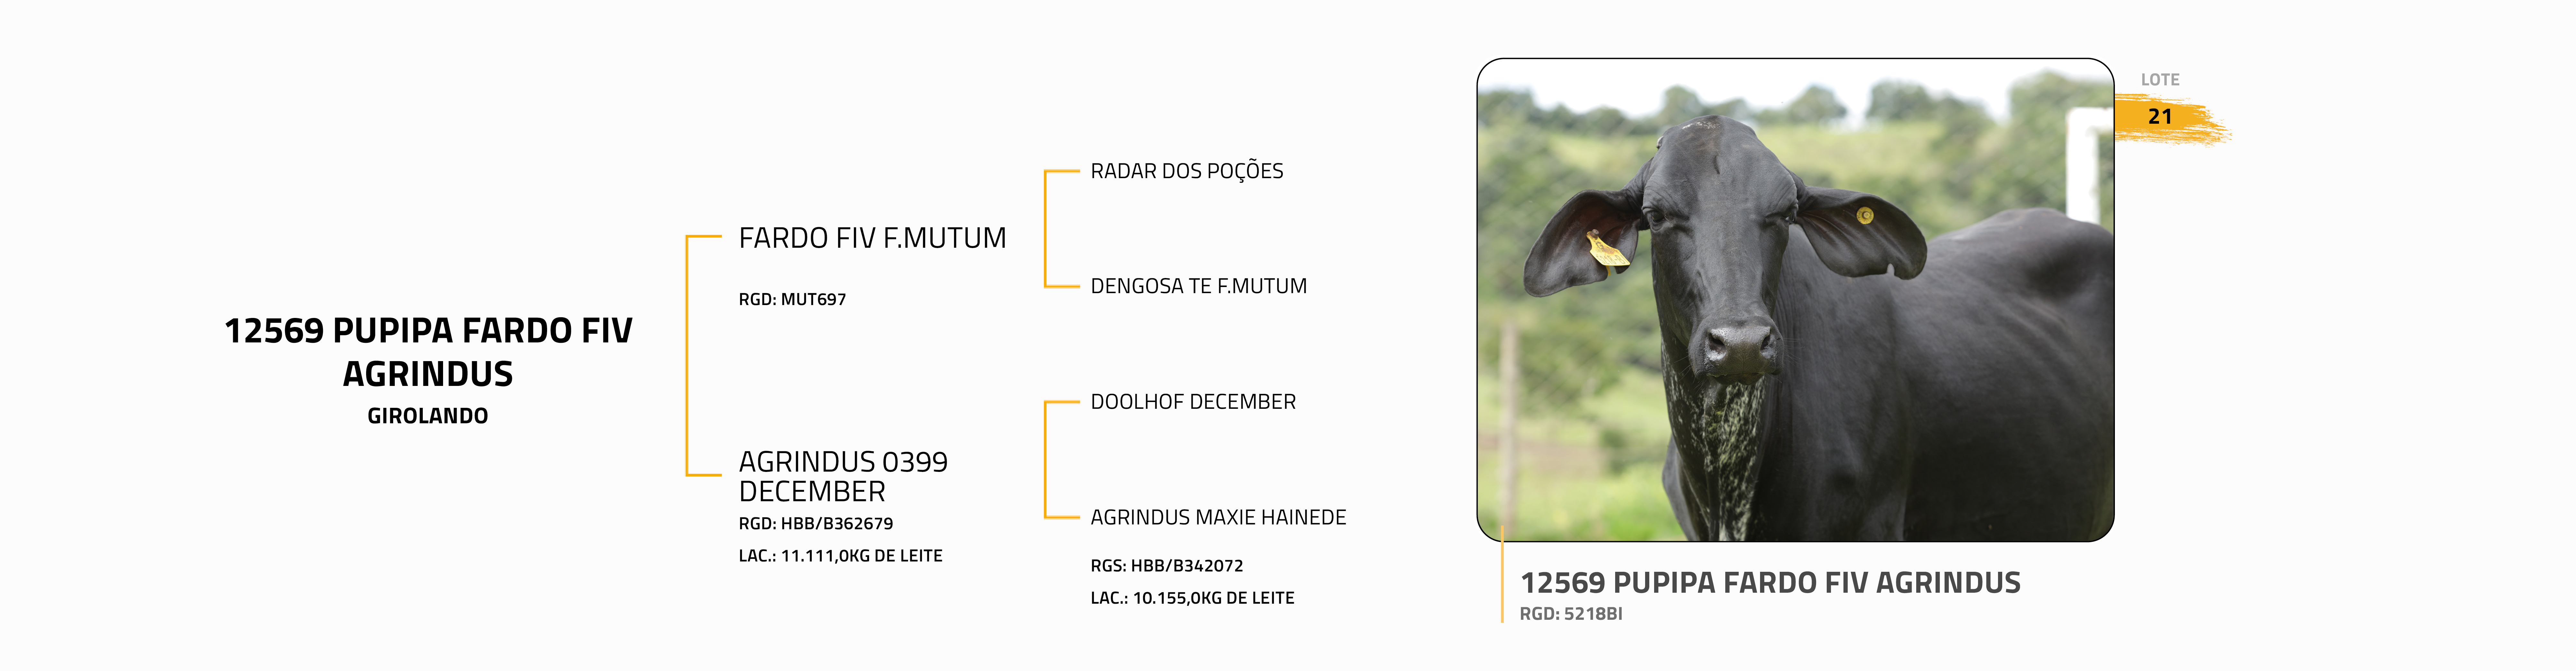 12569 PUPIPA FARDO FIV
AGRINDUS
GIROLANDO
FARDO FIV F.MUTUM
RGD: MUT697
AGRINDUS 0399
DECEMBER
RGD: HBB/B362679
LAC.: 11.111,0KG DE LEITE
RADAR DOS POÇÕES
DENGOSA TE F.MUTUM
DOOLHOF DECEMBER
AGRINDUS MAXIE HAINEDE
RGS: HBB/B342072
LAC.: 10.155,0KG DE LEITE
LOTE
21
12569 PUPIPA FARDO FIV AGRINDUS
RGD: 5218BI